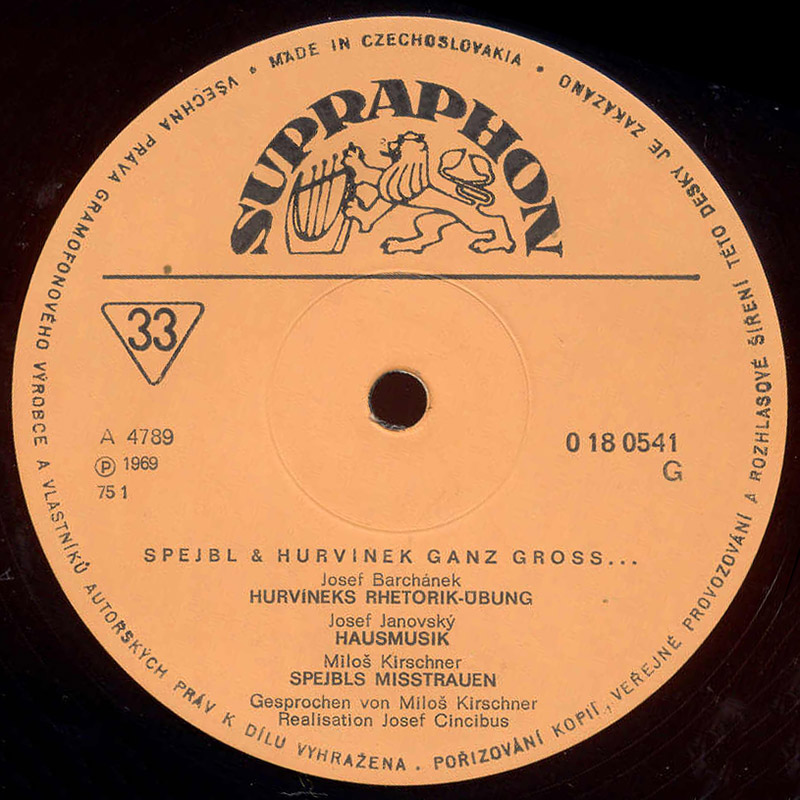 • MADE IN CZECHOSLOVAKIA •
SUPRAPHON
33
A 4789
Ⓟ 1969
75 1
0 18 0541
G
SPEJBL & HURVINEK GANZ GROSS...
Josef Barchánek
HURVÍNEKS RHETORIK-ÜBUNG
Josef Janovský
HAUSMUSIK
Miloš Kirschner
SPEJBLS MISSTRAUEN
Gesprochen von Miloš Kirschner
Realisation Josef Cincibus
VŠECHNA PRÁVA GRAMOFONOVÉHO VÝROBCE A VLASTNÍKŮ AUTORSKÝCH PRÁV K DÍLU VYHRAŽENA . POŘIZOVÁNÍ KOPIÍ, VEŘEJNÉ PROVOZOVÁNÍ A ROZHLASOVÉ ŠÍŘENÍ TÉTO DESKY JE ZAKÁZÁNO